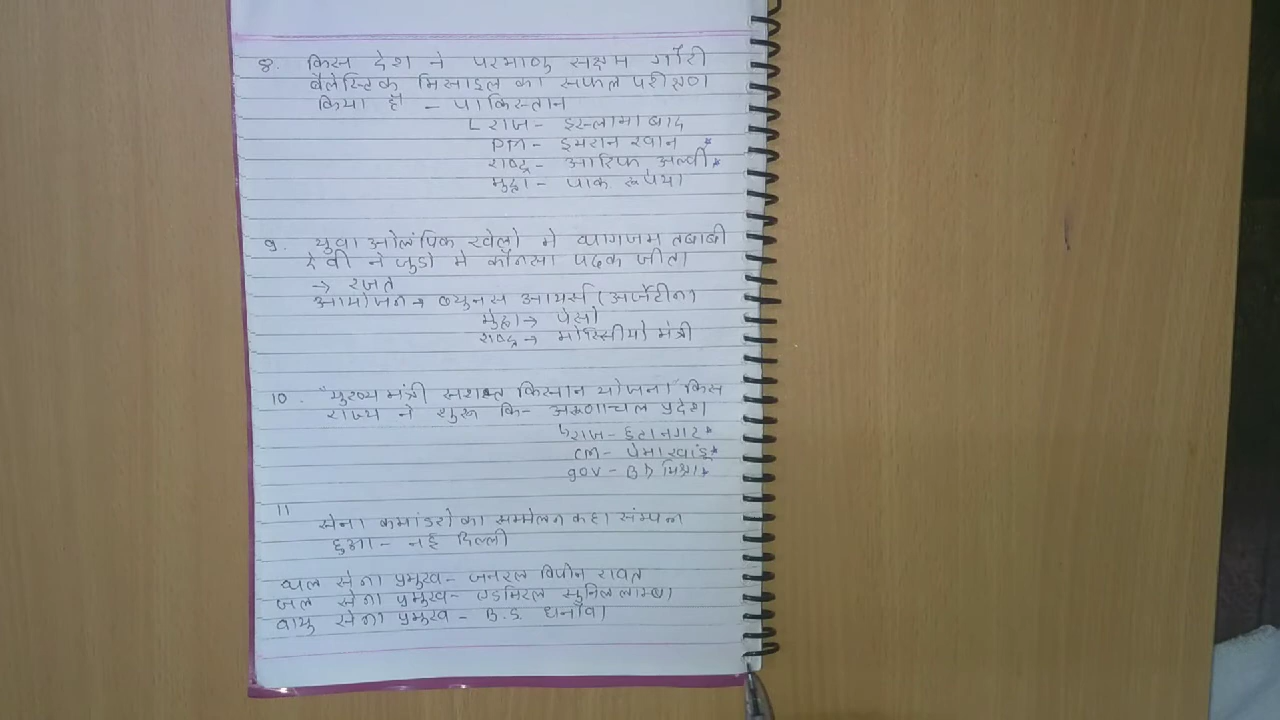 8. किस देश ने परमाणु सक्षम गौरी
बैलेस्टिक मिसाइल का सफल परीक्षण
किया है - पाकिस्तान
राज - इस्लामाबाद
PM - इमरान खान *
राष्ट्र - आरिफ अल्वी *
मुद्रा - पाक. रूपया
9. युवा ओलंपिक खेलो मे थागजम तबाबी
देवी ने जुडो मे कौनसा पदक जीता
→ रजत
आयोजन → ब्युनस आयर्स (अर्जेटीना)
मुद्रा → पेसो
राष्ट्र → मोरिसीयो मंत्री
10. "मुख्य मंत्री सशक्त किसान योजना" किस
राज्य ने शुरू कि - अरूणाचल प्रदेश
राज - इटानगर *
CM - पेमा खांडू *
gov - BD मिश्रा *
11
सेना कमांडरो का सम्मेलन कहा संम्पन्न
हुआ - नई दिल्ली
थल सेना प्रमुख - जनरल विपीन रावत
जल सेना प्रमुख - एडमिरल सुनिल लाम्बा
वायु सेना प्रमुख - B.S. धनोवा